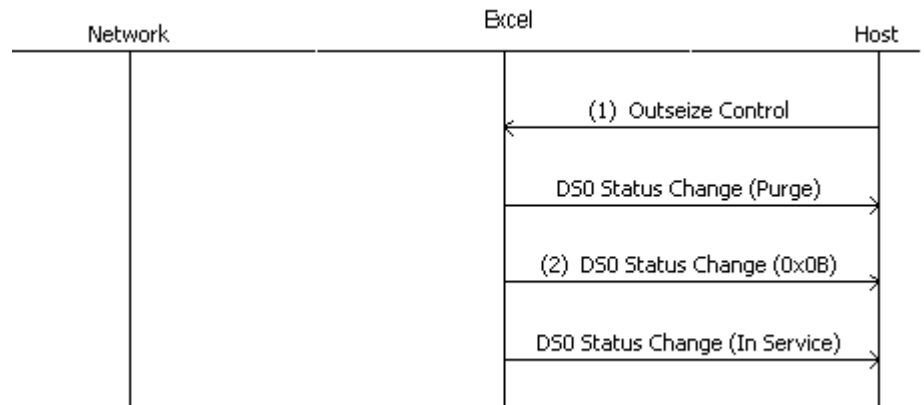 Network
Excel
Host
(1) Outseize Control
DS0 Status Change (Purge)
(2) DS0 Status Change (0x0B)
DS0 Status Change (In Service)